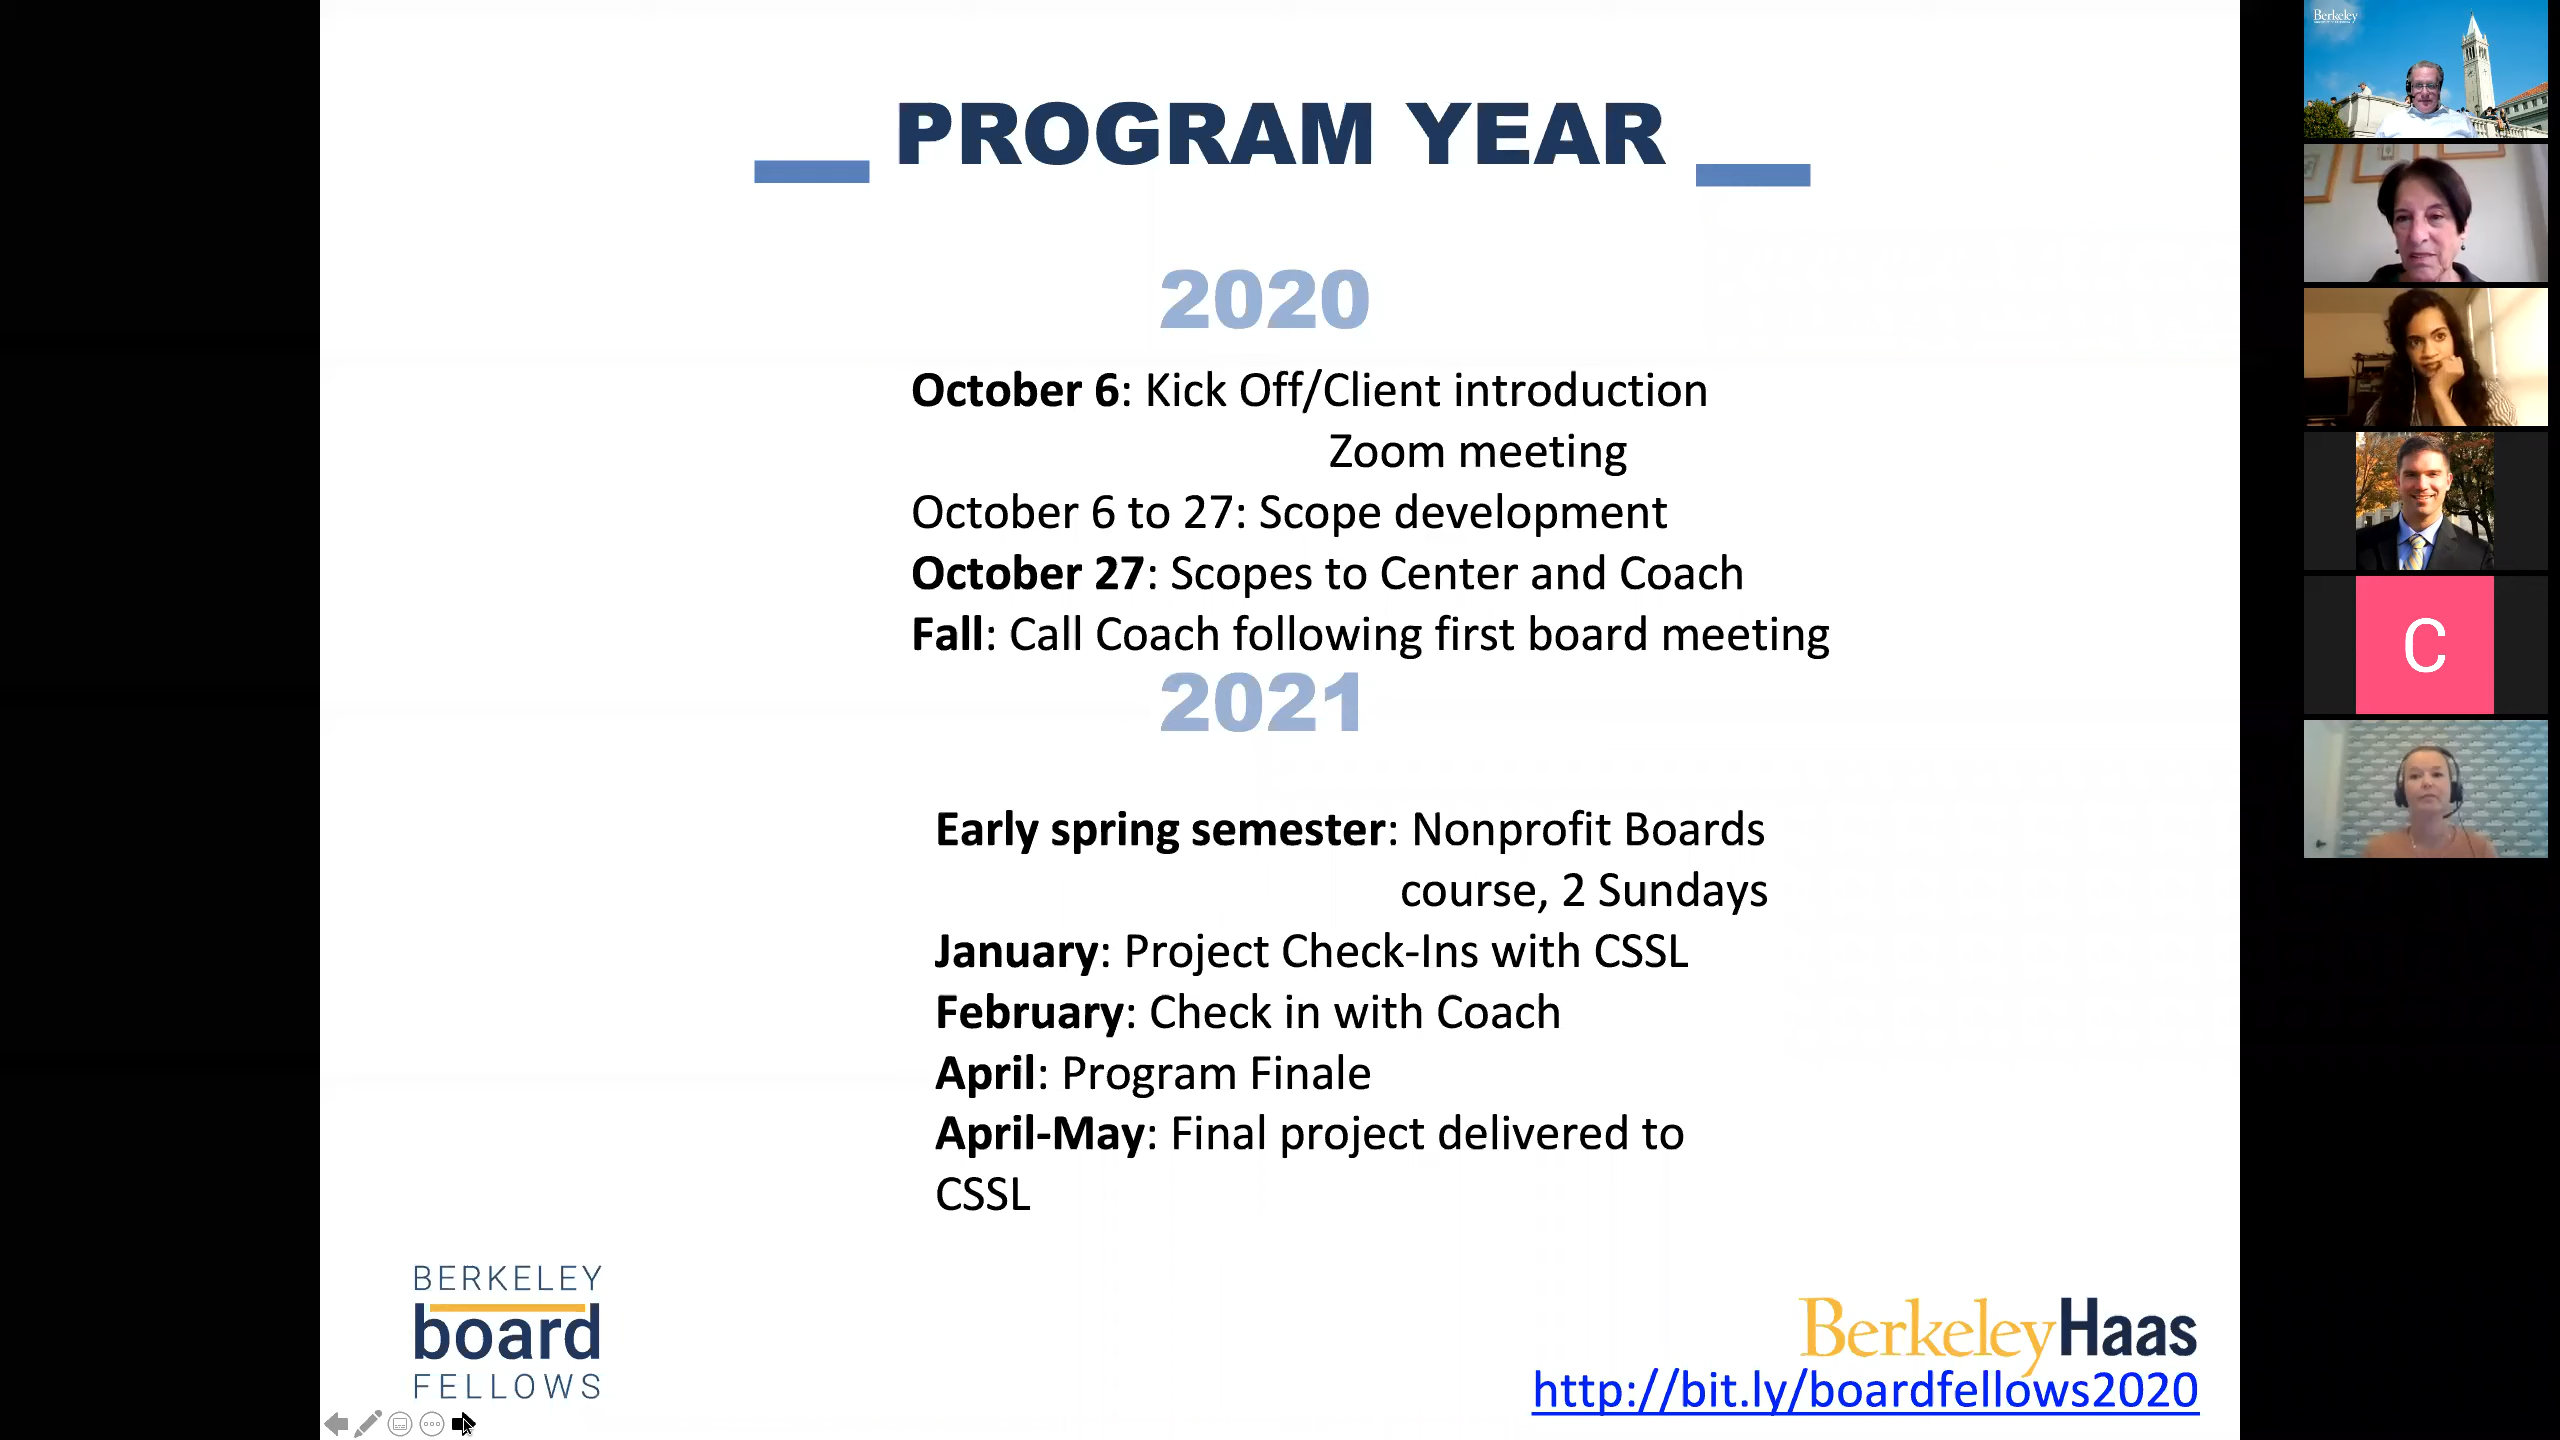 PROGRAM YEAR
2020
October 6: Kick Off/Client introduction
Zoom meeting
October 6 to 27: Scope development
October 27: Scopes to Center and Coach
Fall: Call Coach following first board meeting
2021
Early spring semester: Nonprofit Boards
course, 2 Sundays
January: Project Check-Ins with CSSL
February: Check in with Coach
April: Program Finale
April-May: Final project delivered to
CSSL
BERKELEY
board
FELLOWS
BerkeleyHaas
http://bit.ly/boardfellows2020
Berkeley
C